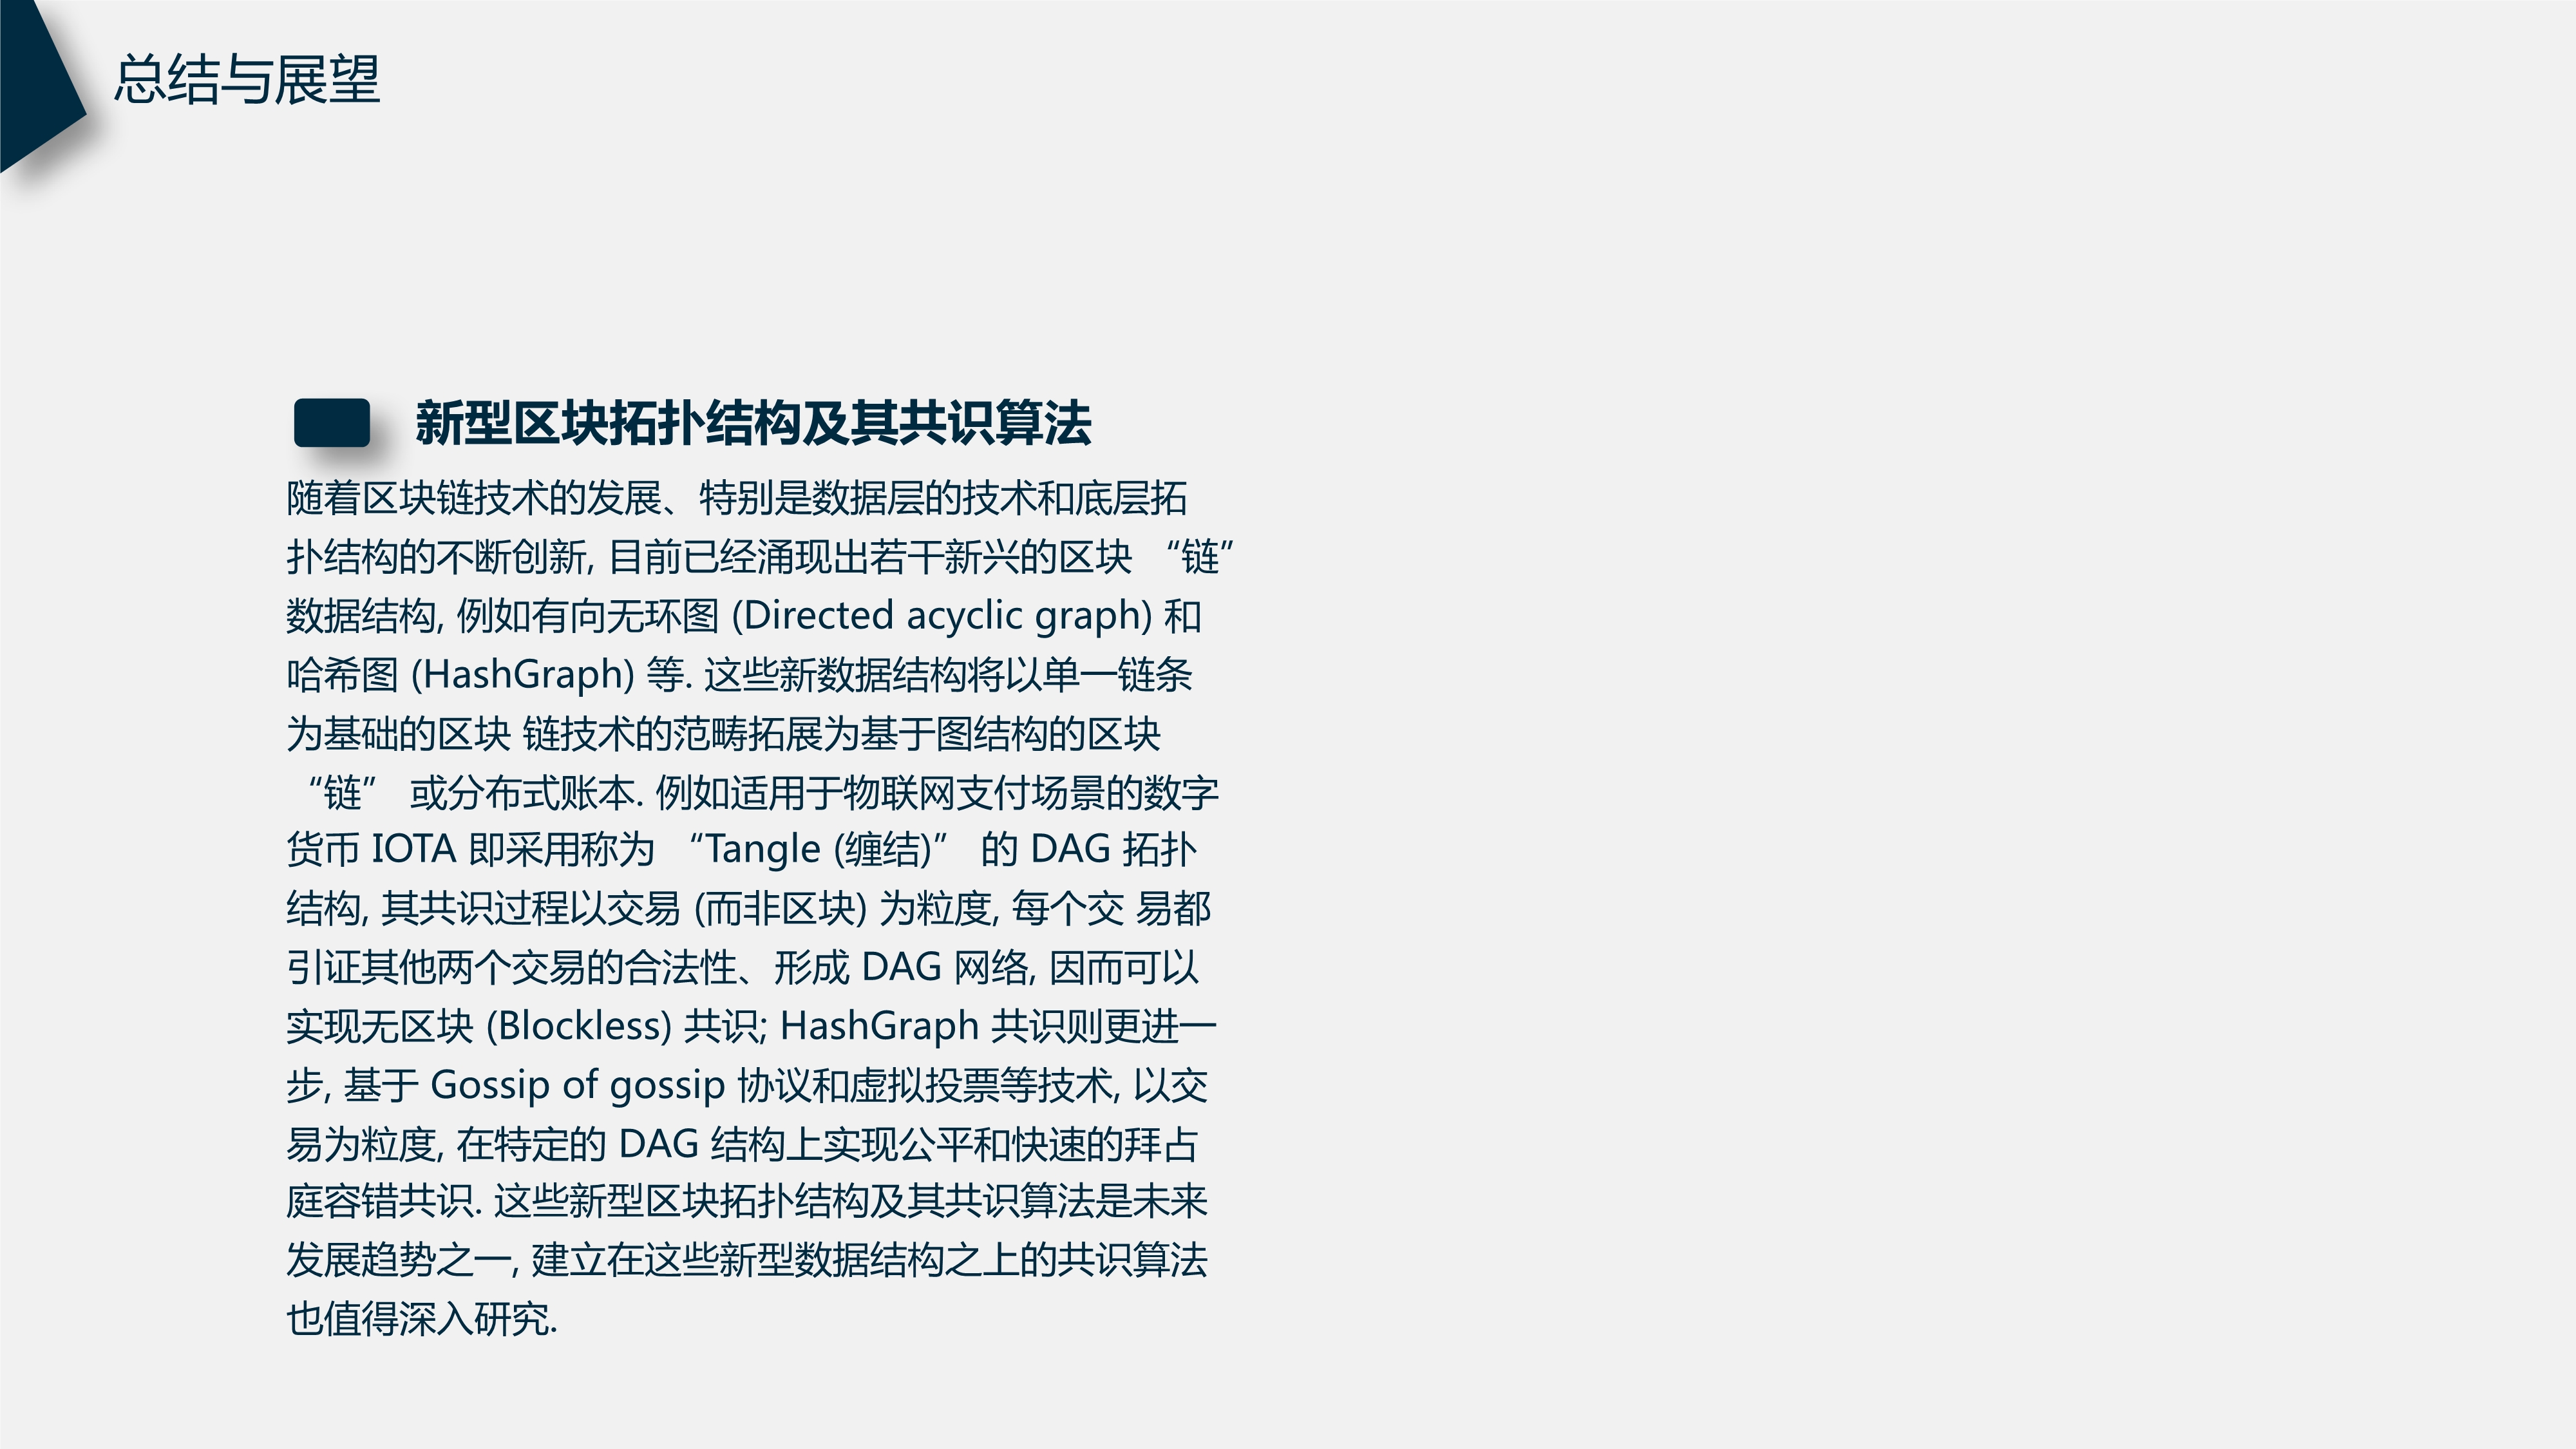 总结与展望
新型区块拓扑结构及其共识算法
随着区块链技术的发展、特别是数据层的技术和底层拓
扑结构的不断创新, 目前已经涌现出若干新兴的区块 “链”
数据结构, 例如有向无环图 (Directed acyclic graph) 和
哈希图 (HashGraph) 等. 这些新数据结构将以单一链条
为基础的区块 链技术的范畴拓展为基于图结构的区块
“链” 或分布式账本. 例如适用于物联网支付场景的数字
货币 IOTA 即采用称为 “Tangle (缠结)” 的 DAG 拓扑
结构, 其共识过程以交易 (而非区块) 为粒度, 每个交 易都
引证其他两个交易的合法性、形成 DAG 网络, 因而可以
实现无区块 (Blockless) 共识; HashGraph 共识则更进一
步, 基于 Gossip of gossip 协议和虚拟投票等技术, 以交
易为粒度, 在特定的 DAG 结构上实现公平和快速的拜占
庭容错共识. 这些新型区块拓扑结构及其共识算法是未来
发展趋势之一, 建立在这些新型数据结构之上的共识算法
也值得深入研究.